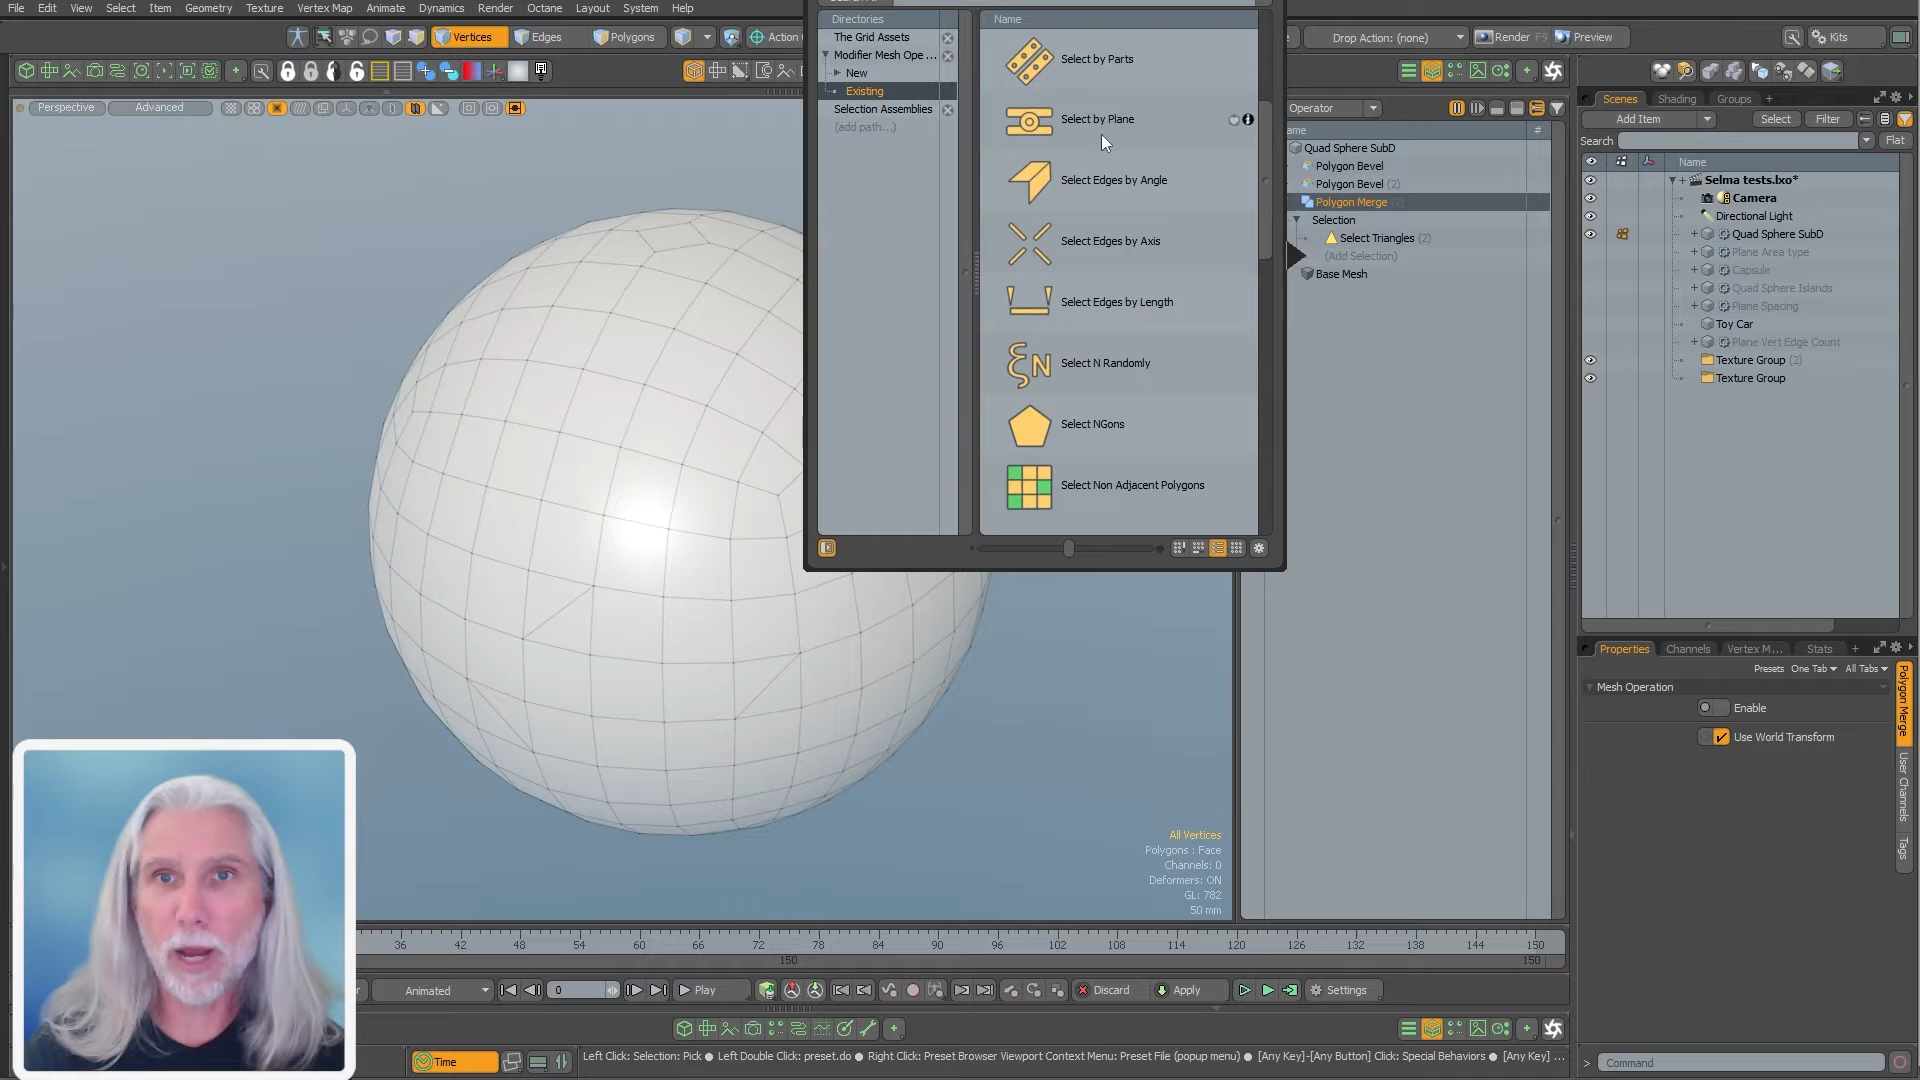 File Edit View Select Item Geometry Texture Vertex Map Animate Dynamics Render Octane Layout System Help
Vertices Edges Polygons Action
Drop Action: (none) Render F9 Preview Kits
Perspective Advanced
Directories
The Grid Assets
Modifier Mesh Ope ...
New
Existing
Selection Assemblies
(add path...)
Name
Select by Parts
Select by Plane
Select Edges by Angle
Select Edges by Axis
Select Edges by Length
Select N Randomly
Select NGons
Select Non Adjacent Polygons
Operator
ame #
Quad Sphere SubD
Polygon Bevel
Polygon Bevel (2)
Polygon Merge (2)
Selection
Select Triangles (2)
(Add Selection)
Base Mesh
Scenes Shading Groups +
Add Item Select Filter
Search Flat
Name
Selma tests.lxo*
Camera
Directional Light
Quad Sphere SubD
Plane Area type
Capsule
Quad Sphere Islands
Plane Spacing
Toy Car
Plane Vert Edge Count
Texture Group (2)
Texture Group
Properties Channels Vertex M... Stats +
Presets One Tab All Tabs
Mesh Operation
Enable
Use World Transform
Polygon Merge
User Channels
Tags
All Vertices
Polygons : Face
Channels: 0
Deformers: ON
GL: 782
50 mm
36 42 48 54 60 66 72 78 84 90 96 102 108 114 120 126 132 138 144 150
150 150
Animated 0 Play Discard Apply Settings
Time
Left Click: Selection: Pick ● Left Double Click: preset.do ● Right Click: Preset Browser Viewport Context Menu: Preset File (popup menu) ● [Any Key]-[Any Button] Click: Special Behaviors ● [Any Key] ...
> Command